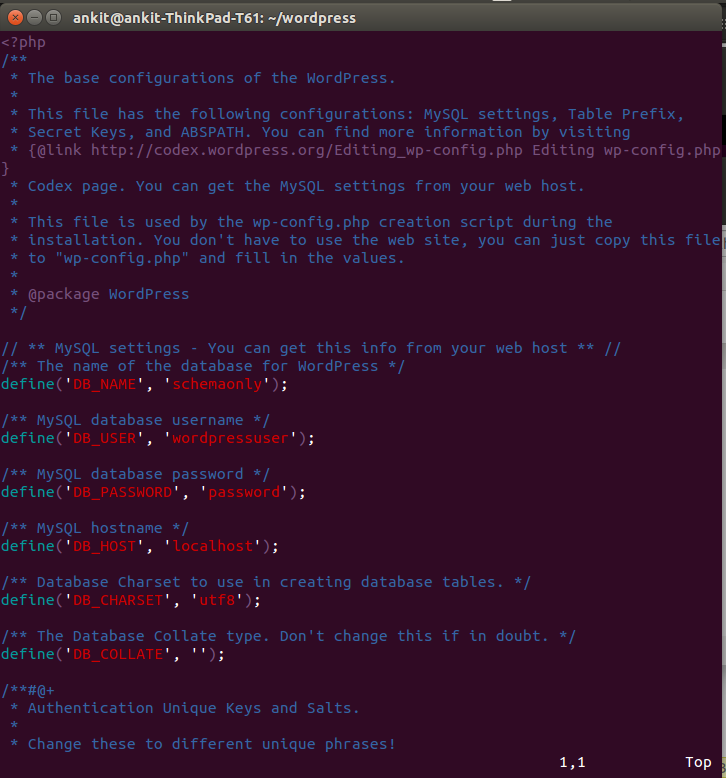 ankit@ankit-ThinkPad-T61: ~/wordpress
<?php
/**
 * The base configurations of the WordPress.
 *
 * This file has the following configurations: MySQL settings, Table Prefix,
 * Secret Keys, and ABSPATH. You can find more information by visiting
 * {@link http://codex.wordpress.org/Editing_wp-config.php Editing wp-config.php
}
 * Codex page. You can get the MySQL settings from your web host.
 *
 * This file is used by the wp-config.php creation script during the
 * installation. You don't have to use the web site, you can just copy this file
 * to "wp-config.php" and fill in the values.
 *
 * @package WordPress
 */

// ** MySQL settings - You can get this info from your web host ** //
/** The name of the database for WordPress */
define('DB_NAME', 'schemaonly');

/** MySQL database username */
define('DB_USER', 'wordpressuser');

/** MySQL database password */
define('DB_PASSWORD', 'password');

/** MySQL hostname */
define('DB_HOST', 'localhost');

/** Database Charset to use in creating database tables. */
define('DB_CHARSET', 'utf8');

/** The Database Collate type. Don't change this if in doubt. */
define('DB_COLLATE', '');

/**#@+
 * Authentication Unique Keys and Salts.
 *
 * Change these to different unique phrases!
1,1 Top